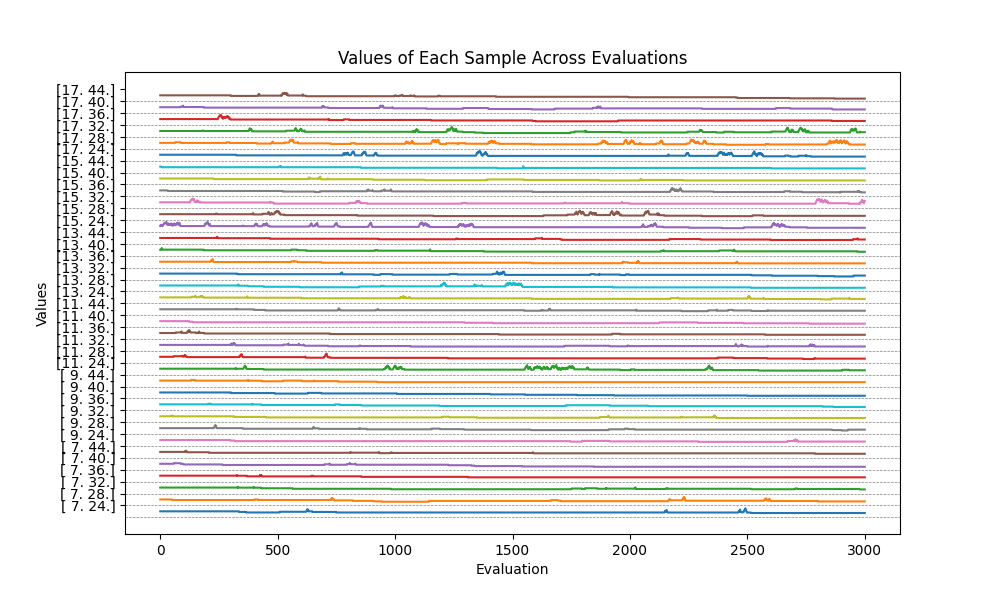 Values of Each Sample Across Evaluations
Values
[17. 44.]
[17. 40.]
[17. 36.]
[17. 32.]
[17. 28.]
[17. 24.]
[15. 44.]
[15. 40.]
[15. 36.]
[15. 32.]
[15. 28.]
[15. 24.]
[13. 44.]
[13. 40.]
[13. 36.]
[13. 32.]
[13. 28.]
[13. 24.]
[11. 44.]
[11. 40.]
[11. 36.]
[11. 32.]
[11. 28.]
[11. 24.]
[ 9. 44.]
[ 9. 40.]
[ 9. 36.]
[ 9. 32.]
[ 9. 28.]
[ 9. 24.]
[ 7. 44.]
[ 7. 40.]
[ 7. 36.]
[ 7. 32.]
[ 7. 28.]
[ 7. 24.]
0 500 1000 1500 2000 2500 3000
Evaluation